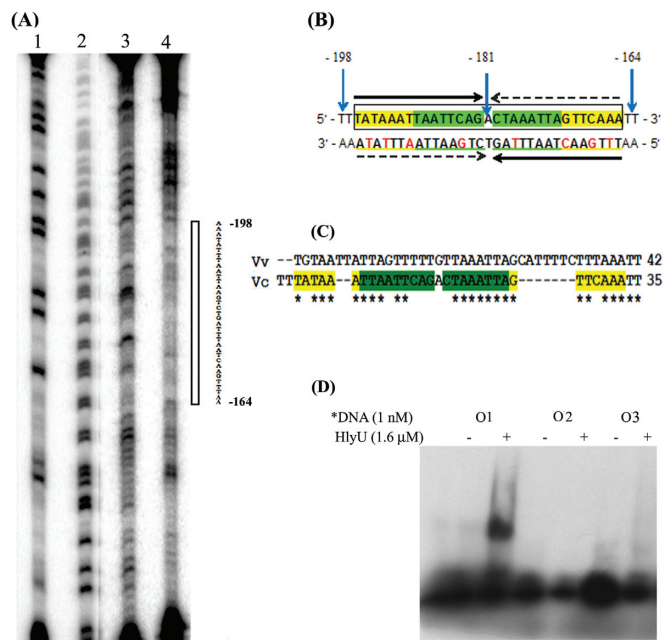 (A)
1 2 3 4
-198
AAATATTTAATTAAGTCTGATTTAATCAAGTTTAA
-164
(B)
-198 -181 -164
5' -TTTATAAATTAATTCAGACTAAATTAGTTCAAATT- 3'
3' -AAATATTTAATTAAGTCTGATTTAATCAAGTTTAA- 5'
(C)
Vv --TGTAATTATTAGTTTTTGTTAAATTAGCATTTTCTTTAAATT 42
Vc TTTATAA--ATTAATTCAGACTAAATTAG-------TTCAAATT 35
* *** **** ** ******** ** *****
(D)
*DNA (1 nM) O1 O2 O3
HlyU (1.6 µM) - + - + - +